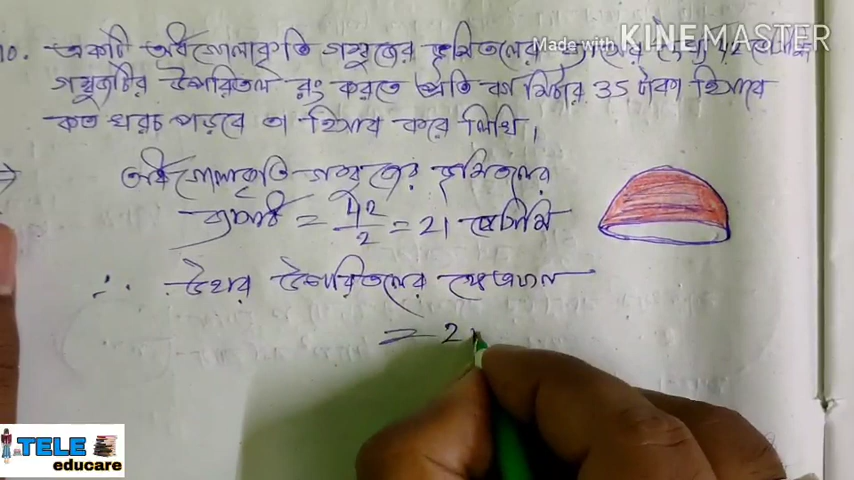 Made with KINEMASTER
10. একটি অর্ধগোলাকৃতি গম্বুজের ভূমিতলের ব্যাসের দৈর্ঘ্য 42
গম্বুজটির উপরিতল রং করতে প্রতি বর্গ মিটার 35 টাকা হিসাবে
কত খরচ পড়বে তা হিসাব করে লিখি।
অর্ধগোলাকৃতি গম্বুজের ভূমিতলের
ব্যাসার্ধ = 42/2 = 21 সেমি
∴ উহার উপরিতলের ক্ষেত্রফল
= 2
TELE
educare